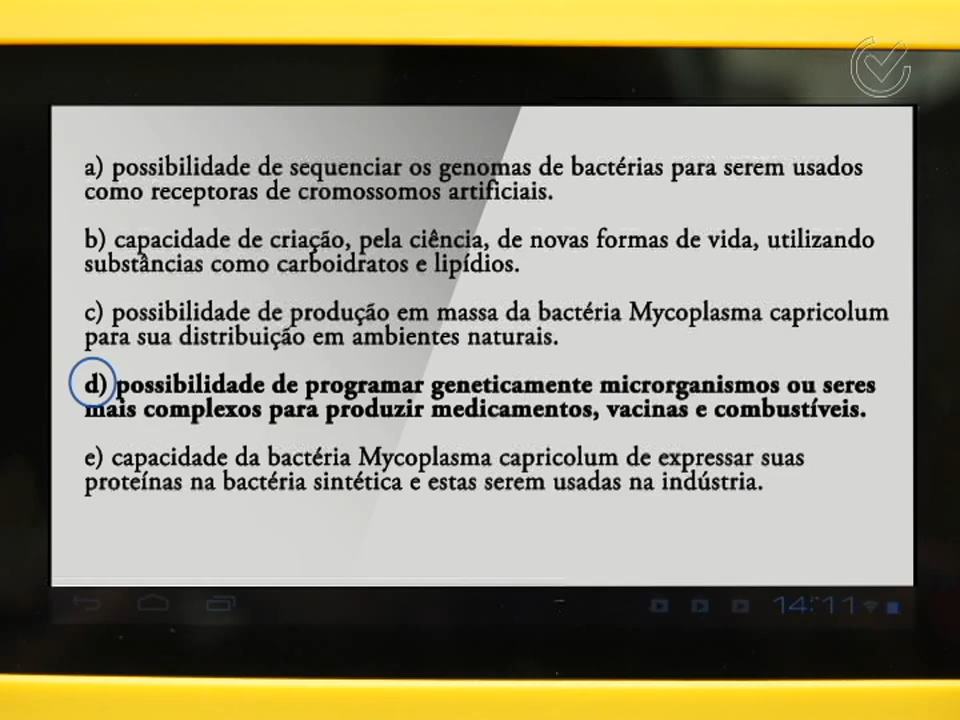 a) possibilidade de sequenciar os genomas de bactérias para serem usados
como receptoras de cromossomos artificiais.
b) capacidade de criação, pela ciência, de novas formas de vida, utilizando
substâncias como carboidratos e lipídios.
c) possibilidade de produção em massa da bactéria Mycoplasma capricolum
para sua distribuição em ambientes naturais.
d) possibilidade de programar geneticamente microrganismos ou seres
mais complexos para produzir medicamentos, vacinas e combustíveis.
e) capacidade da bactéria Mycoplasma capricolum de expressar suas
proteínas na bactéria sintética e estas serem usadas na indústria.
14:11